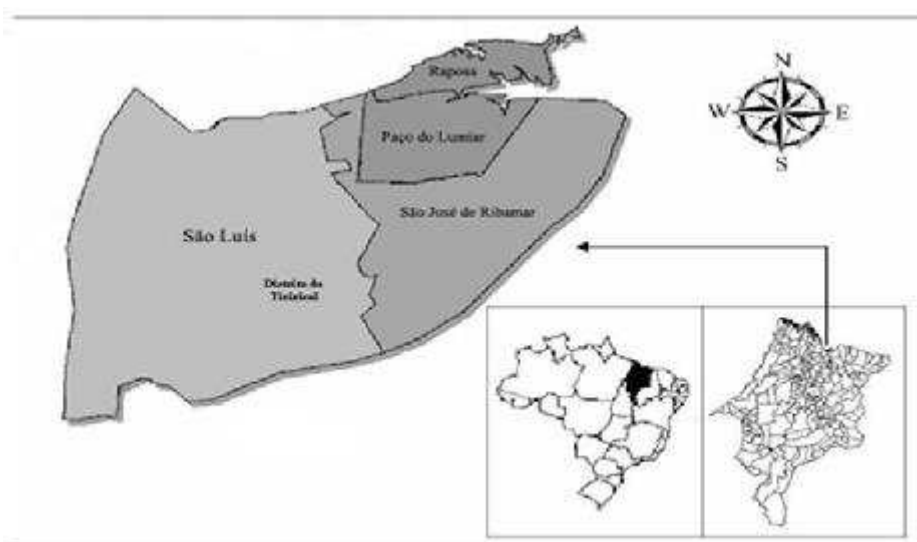 Raposa
N
W
E
S
Paço do Lumiar
São José de Ribamar
São Luís
Distrito do
Tirirical